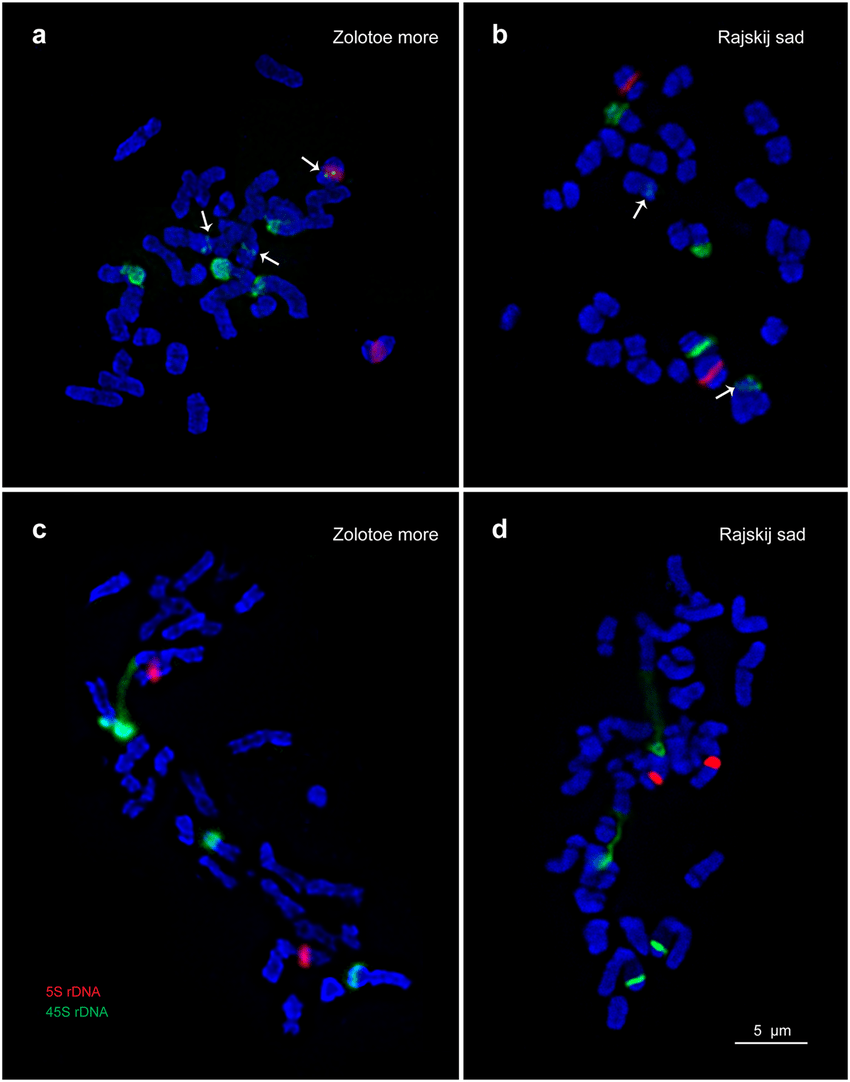 a
Zolotoe more
b
Rajskij sad
c
Zolotoe more
d
Rajskij sad
5S rDNA
45S rDNA
5 µm